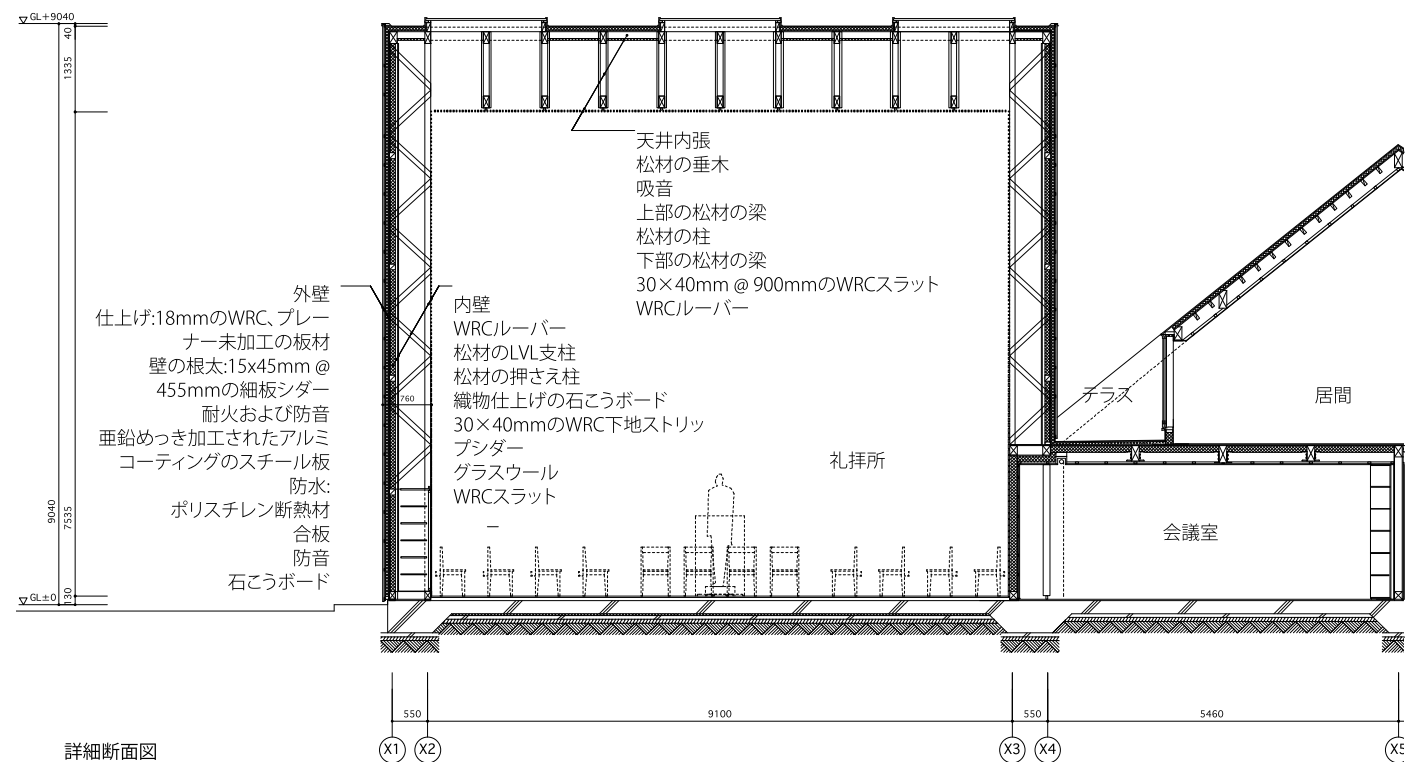 GL+9040
40
1335
天井内張
松材の垂木
吸音
上部の松材の梁
松材の柱
下部の松材の梁
30×40mm @ 900mmのWRCスラット
WRCルーバー
外壁
仕上げ:18mmのWRC、プレー
ナー未加工の板材
壁の根太:15x45mm @
455mmの細板シダー
耐火および防音
亜鉛めっき加工されたアルミ
コーティングのスチール板
防水:
ポリスチレン断熱材
合板
防音
石こうボード
内壁
WRCルーバー
松材のLVL支柱
松材の押さえ柱
織物仕上げの石こうボード
30×40mmのWRC下地ストリッ
プシダー
グラスウール
WRCスラット
–
760
テラス
居間
礼拝所
会議室
9040
7535
130
GL±0
550
9100
550
5460
X1
X2
X3
X4
X5
詳細断面図